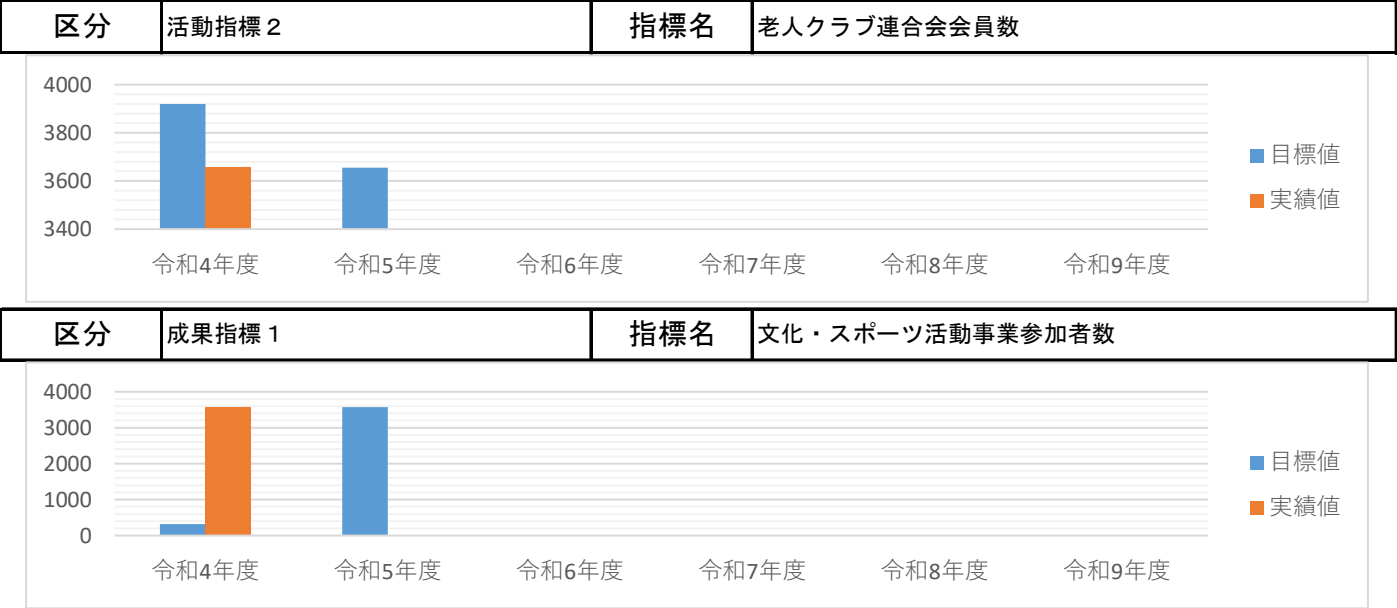 区分 活動指標２ 指標名 老人クラブ連合会会員数
4000
3800
3600
3400
令和4年度 令和5年度 令和6年度 令和7年度 令和8年度 令和9年度
目標値
実績値
区分 成果指標１ 指標名 文化・スポーツ活動事業参加者数
4000
3000
2000
1000
0
令和4年度 令和5年度 令和6年度 令和7年度 令和8年度 令和9年度
目標値
実績値